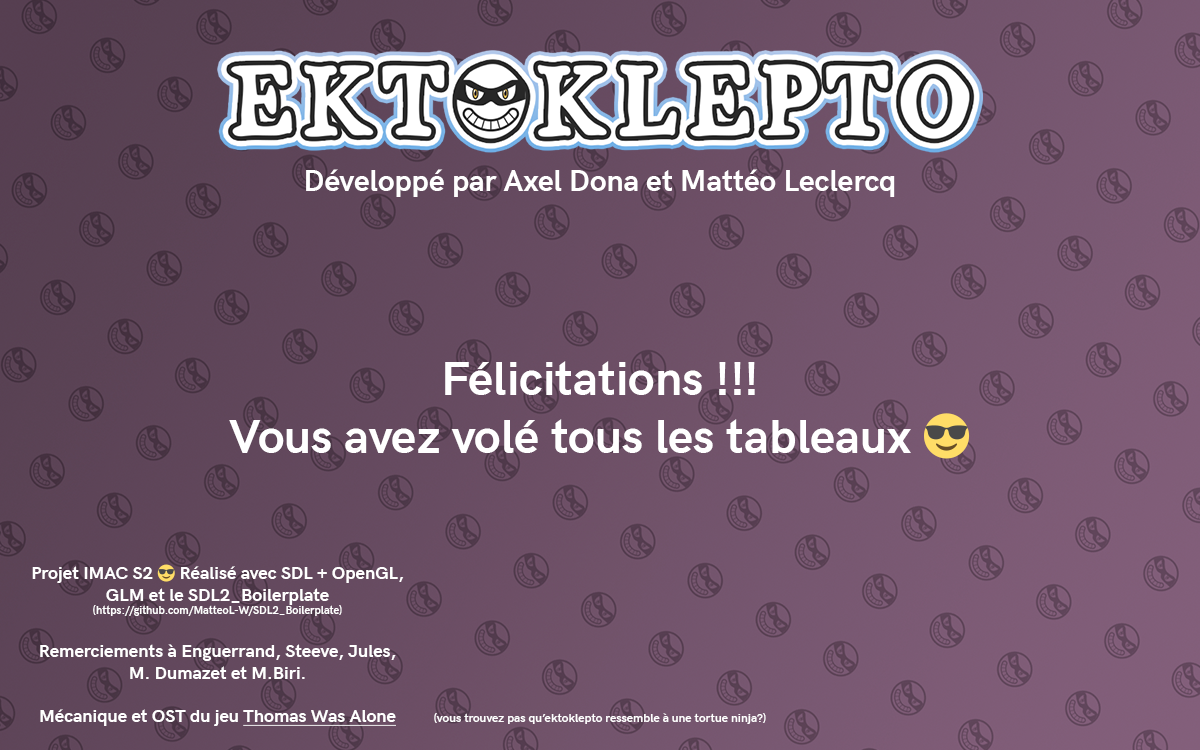 EKTOKLEPTO
Développé par Axel Dona et Mattéo Leclercq
Félicitations !!!
Vous avez volé tous les tableaux 😎
Projet IMAC S2 😎 Réalisé avec SDL + OpenGL,
GLM et le SDL2_Boilerplate
(https://github.com/MatteoL-W/SDL2_Boilerplate)
Remerciements à Enguerrand, Steeve, Jules,
M. Dumazet et M.Biri.
Mécanique et OST du jeu Thomas Was Alone
(vous trouvez pas qu'ektoklepto ressemble à une tortue ninja?)